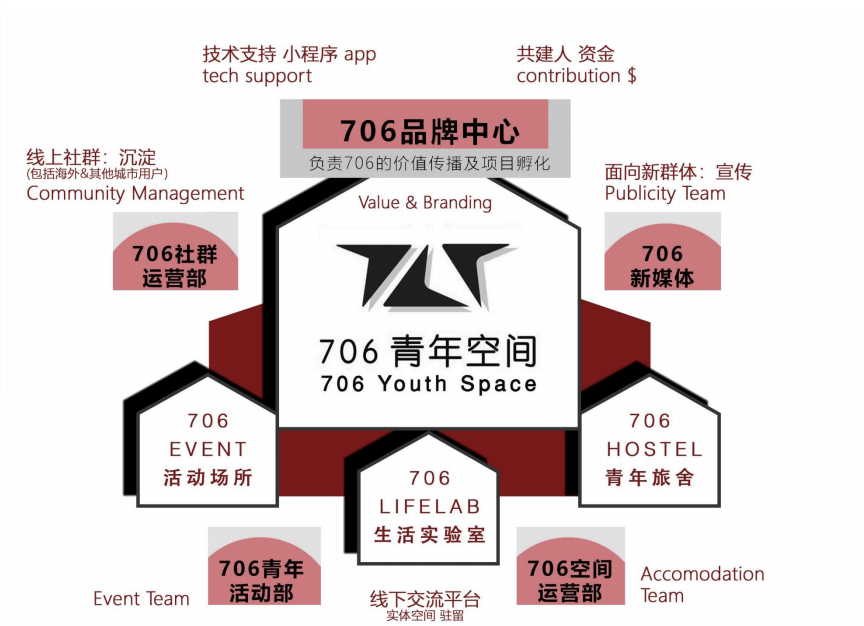 技术支持 小程序 app
tech support
共建人 资金
contribution $
706品牌中心
负责706的价值传播及项目孵化
Value & Branding
线上社群：沉淀
(包括海外&其他城市用户)
Community Management
面向新群体：宣传
Publicity Team
706社群
运营部
706
新媒体
706 青年空间
706 Youth Space
706
EVENT
活动场所
706
LIFELAB
生活实验室
706
HOSTEL
青年旅舍
706青年
活动部
Event Team
线下交流平台
实体空间 驻留
706空间
运营部
Accomodation
Team